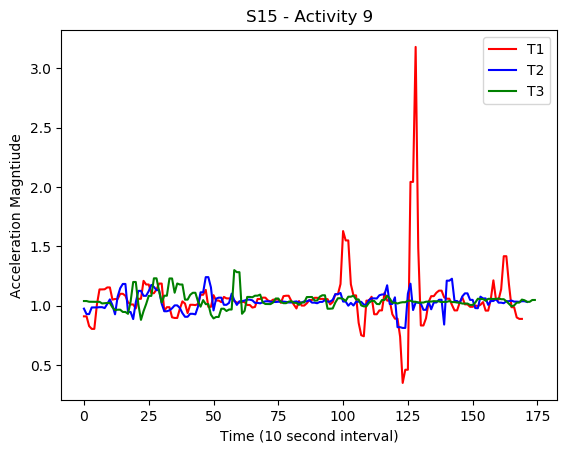 S15 - Activity 9
T1
T2
T3
Acceleration Magntiude
3.0
2.5
2.0
1.5
1.0
0.5
0 25 50 75 100 125 150 175
Time (10 second interval)